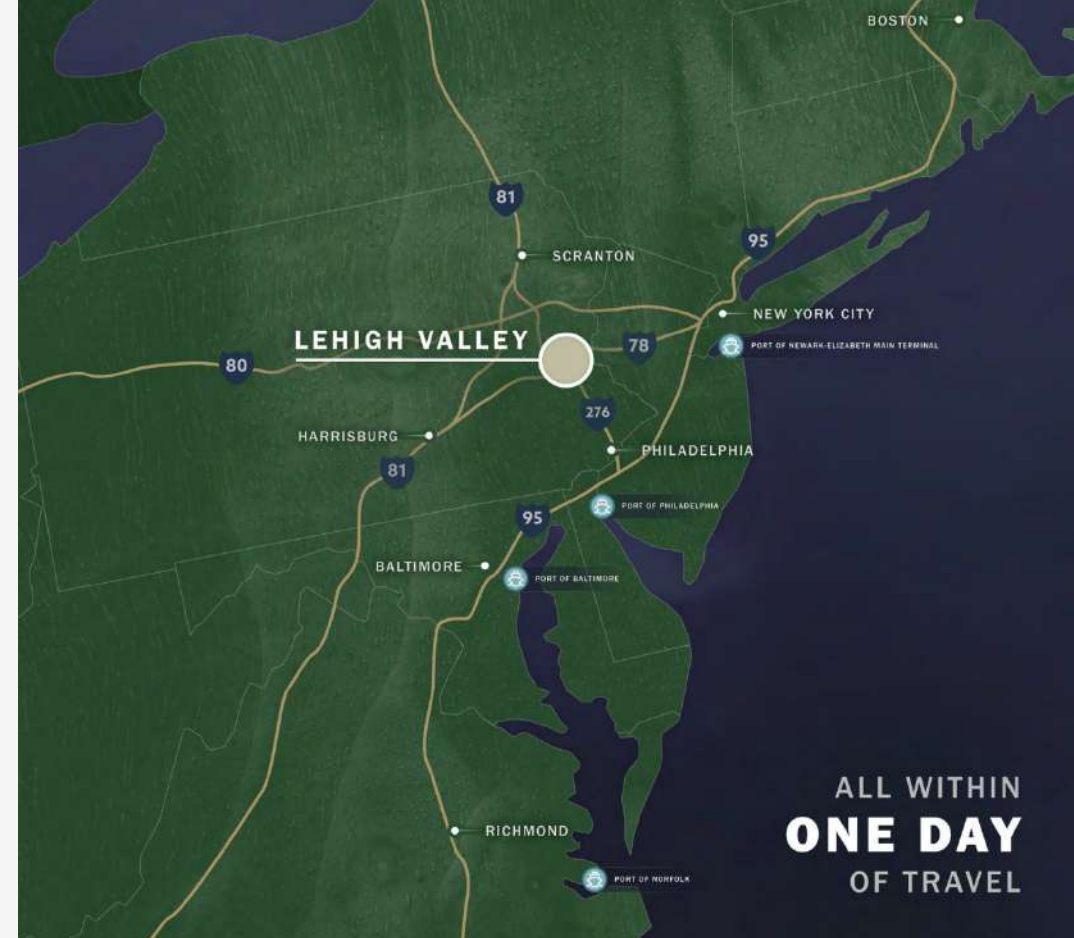 BOSTON
81
95
SCRANTON
NEW YORK CITY
LEHIGH VALLEY
78
PORT OF NEWARK-ELIZABETH MAIN TERMINAL
80
276
HARRISBURG
PHILADELPHIA
81
PORT OF PHILADELPHIA
95
BALTIMORE
PORT OF BALTIMORE
ALL WITHIN
ONE DAY
OF TRAVEL
RICHMOND
PORT OF NORFOLK